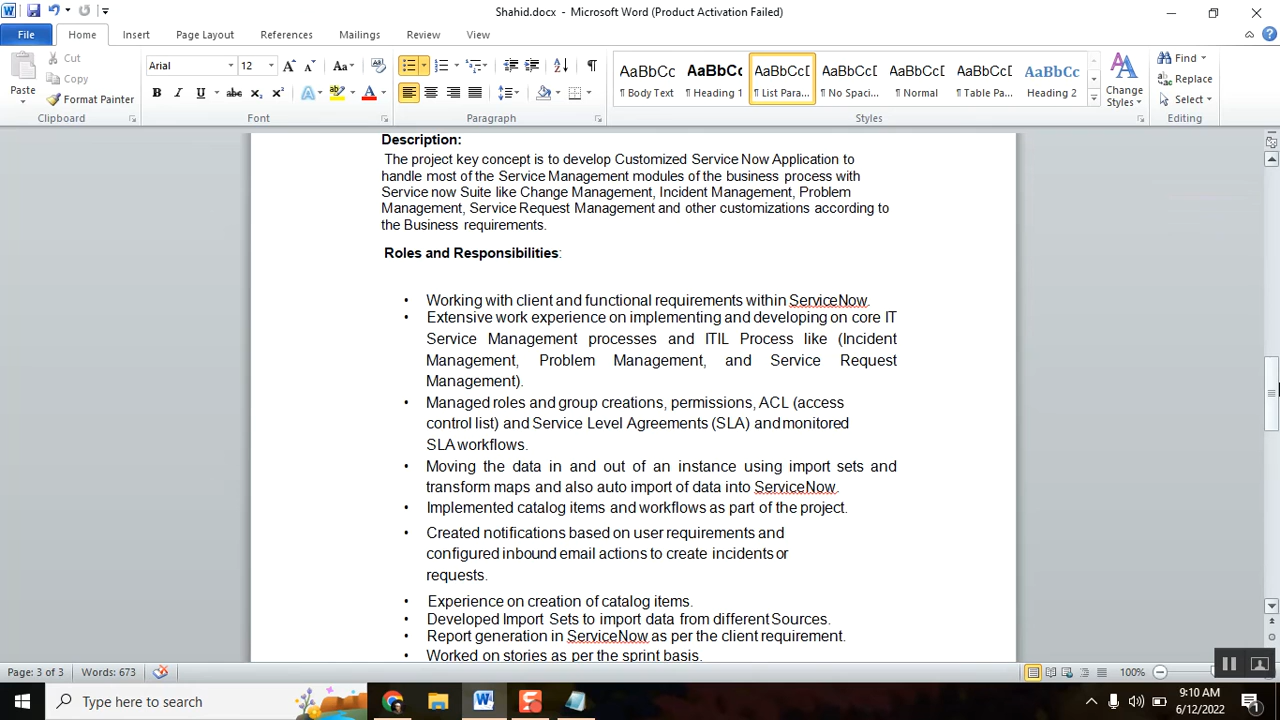 Shahid.docx - Microsoft Word (Product Activation Failed)
File Home Insert Page Layout References Mailings Review View
Paste Cut Copy Format Painter
Arial 12
AaBbCc ¶ Body Text
AaBbCc ¶ Heading 1
AaBbCcI ¶ List Para...
AaBbCcI ¶ No Spaci...
AaBbCcI ¶ Normal
AaBbCcI ¶ Table Pa...
AaBbCc Heading 2
Change Styles
Find
Replace
Select
Clipboard Font Paragraph Styles Editing
Description:
The project key concept is to develop Customized Service Now Application to
handle most of the Service Management modules of the business process with
Service now Suite like Change Management, Incident Management, Problem
Management, Service Request Management and other customizations according to
the Business requirements.
Roles and Responsibilities:
• Working with client and functional requirements within ServiceNow.
• Extensive work experience on implementing and developing on core IT
Service Management processes and ITIL Process like (Incident
Management, Problem Management, and Service Request
Management).
• Managed roles and group creations, permissions, ACL (access
control list) and Service Level Agreements (SLA) and monitored
SLA workflows.
• Moving the data in and out of an instance using import sets and
transform maps and also auto import of data into ServiceNow.
• Implemented catalog items and workflows as part of the project.
• Created notifications based on user requirements and
configured inbound email actions to create incidents or
requests.
• Experience on creation of catalog items.
• Developed Import Sets to import data from different Sources.
• Report generation in ServiceNow as per the client requirement.
• Worked on stories as per the sprint basis.
Page: 3 of 3 Words: 673 100%
Type here to search
9:10 AM
6/12/2022